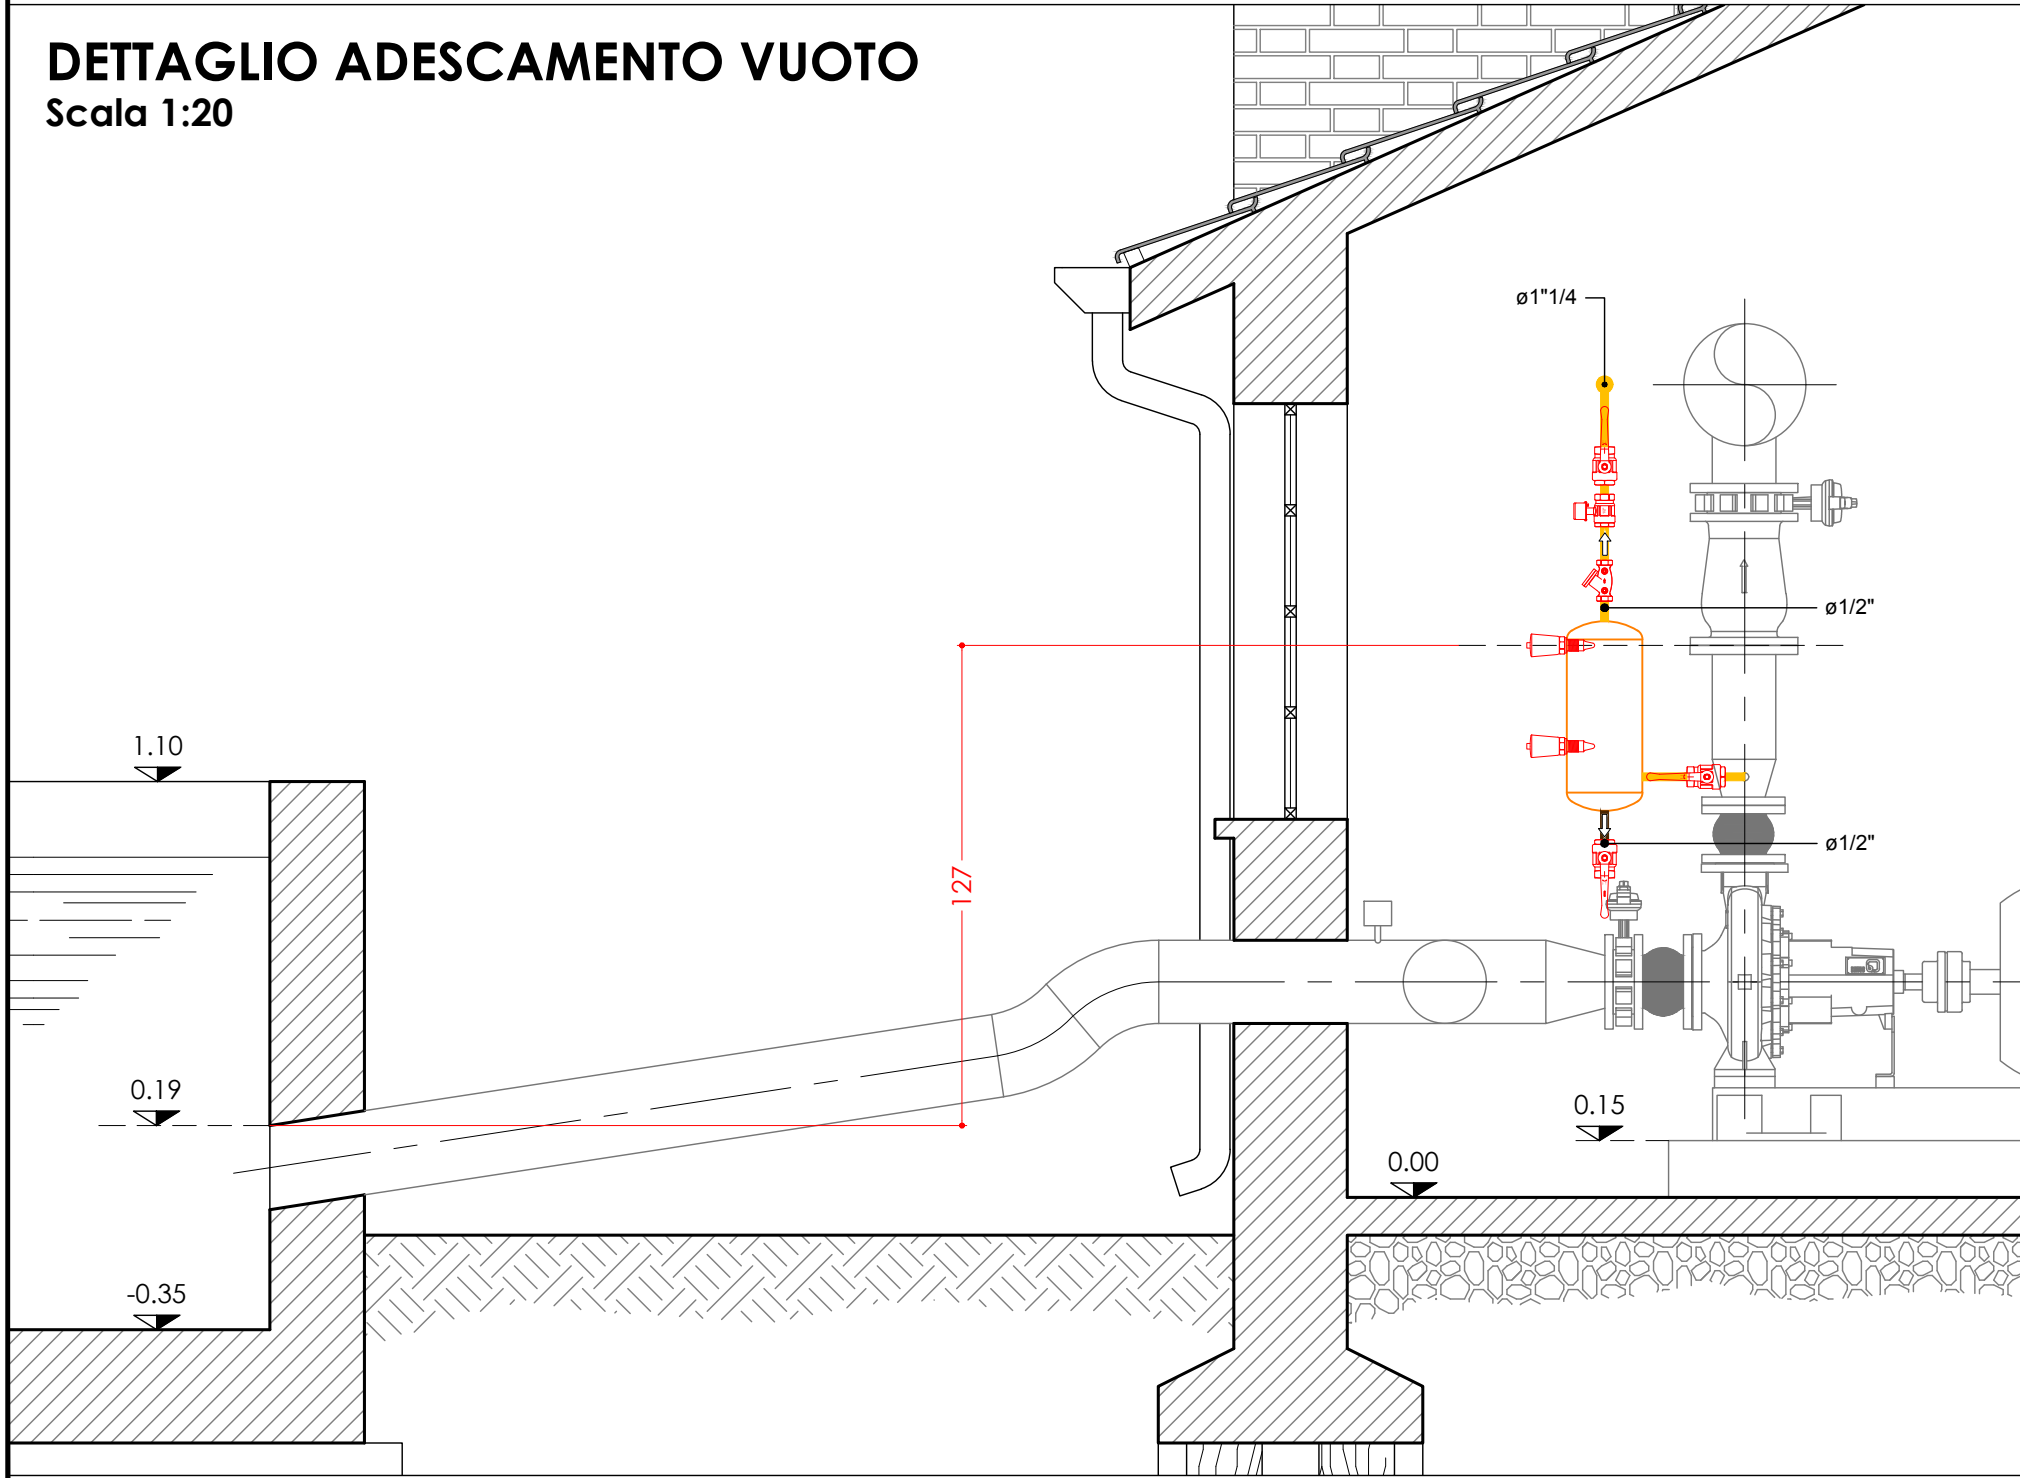 DETTAGLIO ADESCAMENTO VUOTO
Scala 1:20
ø1"1/4
ø1/2"
1.10
ø1/2"
127
0.19
0.15
0.00
-0.35